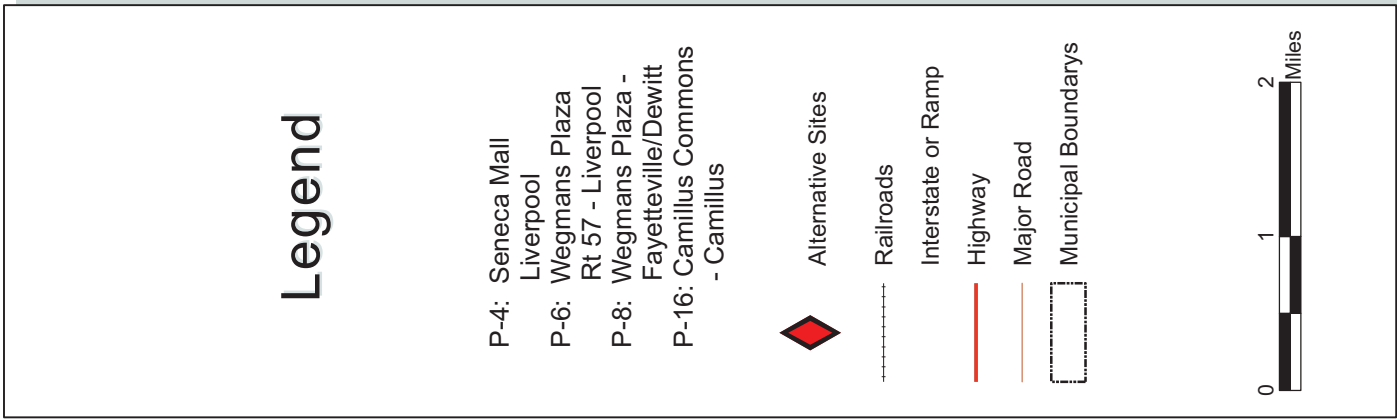 Legend
P-4: Seneca Mall
Liverpool
P-6: Wegmans Plaza
Rt 57 - Liverpool
P-8: Wegmans Plaza -
Fayetteville/Dewitt
P-16: Camillus Commons
- Camillus
Alternative Sites
Railroads
Interstate or Ramp
Highway
Major Road
Municipal Boundarys
0 1 2
Miles